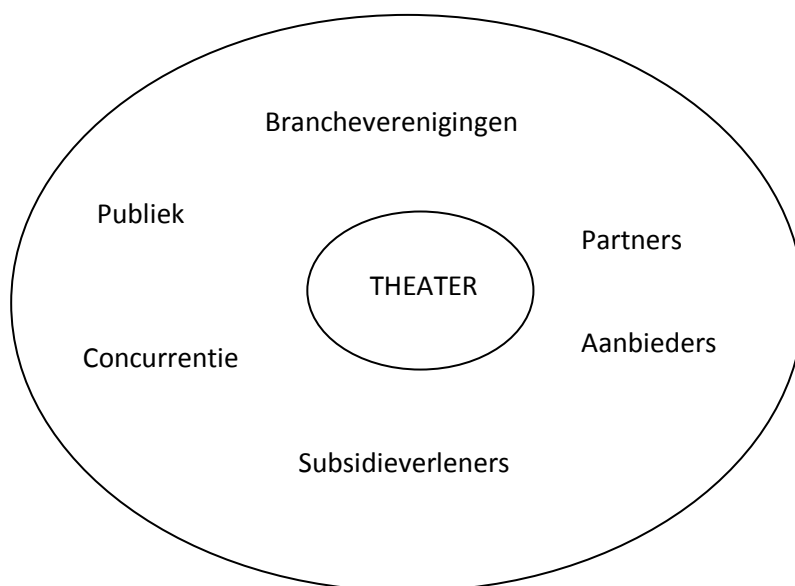 Brancheverenigingen
Publiek
Partners
THEATER
Aanbieders
Concurrentie
Subsidieverleners